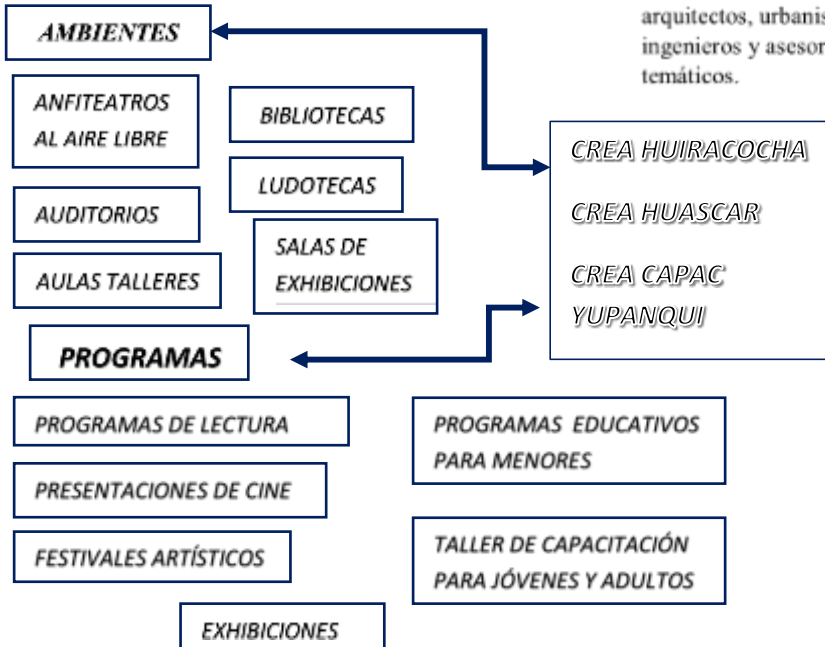 arquitectos,
ingenieros y
temáticos.
AMBIENTES
ANFITEATROS
AL AIRE LIBRE
BIBLIOTECAS
LUDOTECAS
AUDITORIOS
SALAS DE
EXHIBICIONES
AULAS TALLERES
CREA HUIRACOCHA
CREA HUASCAR
CREA CAPAC
YUPANQUI
PROGRAMAS
PROGRAMAS DE LECTURA
PRESENTACIONES DE CINE
FESTIVALES ARTÍSTICOS
EXHIBICIONES
PROGRAMAS EDUCATIVOS
PARA MENORES
TALLER DE CAPACITACIÓN
PARA JÓVENES Y ADULTOS